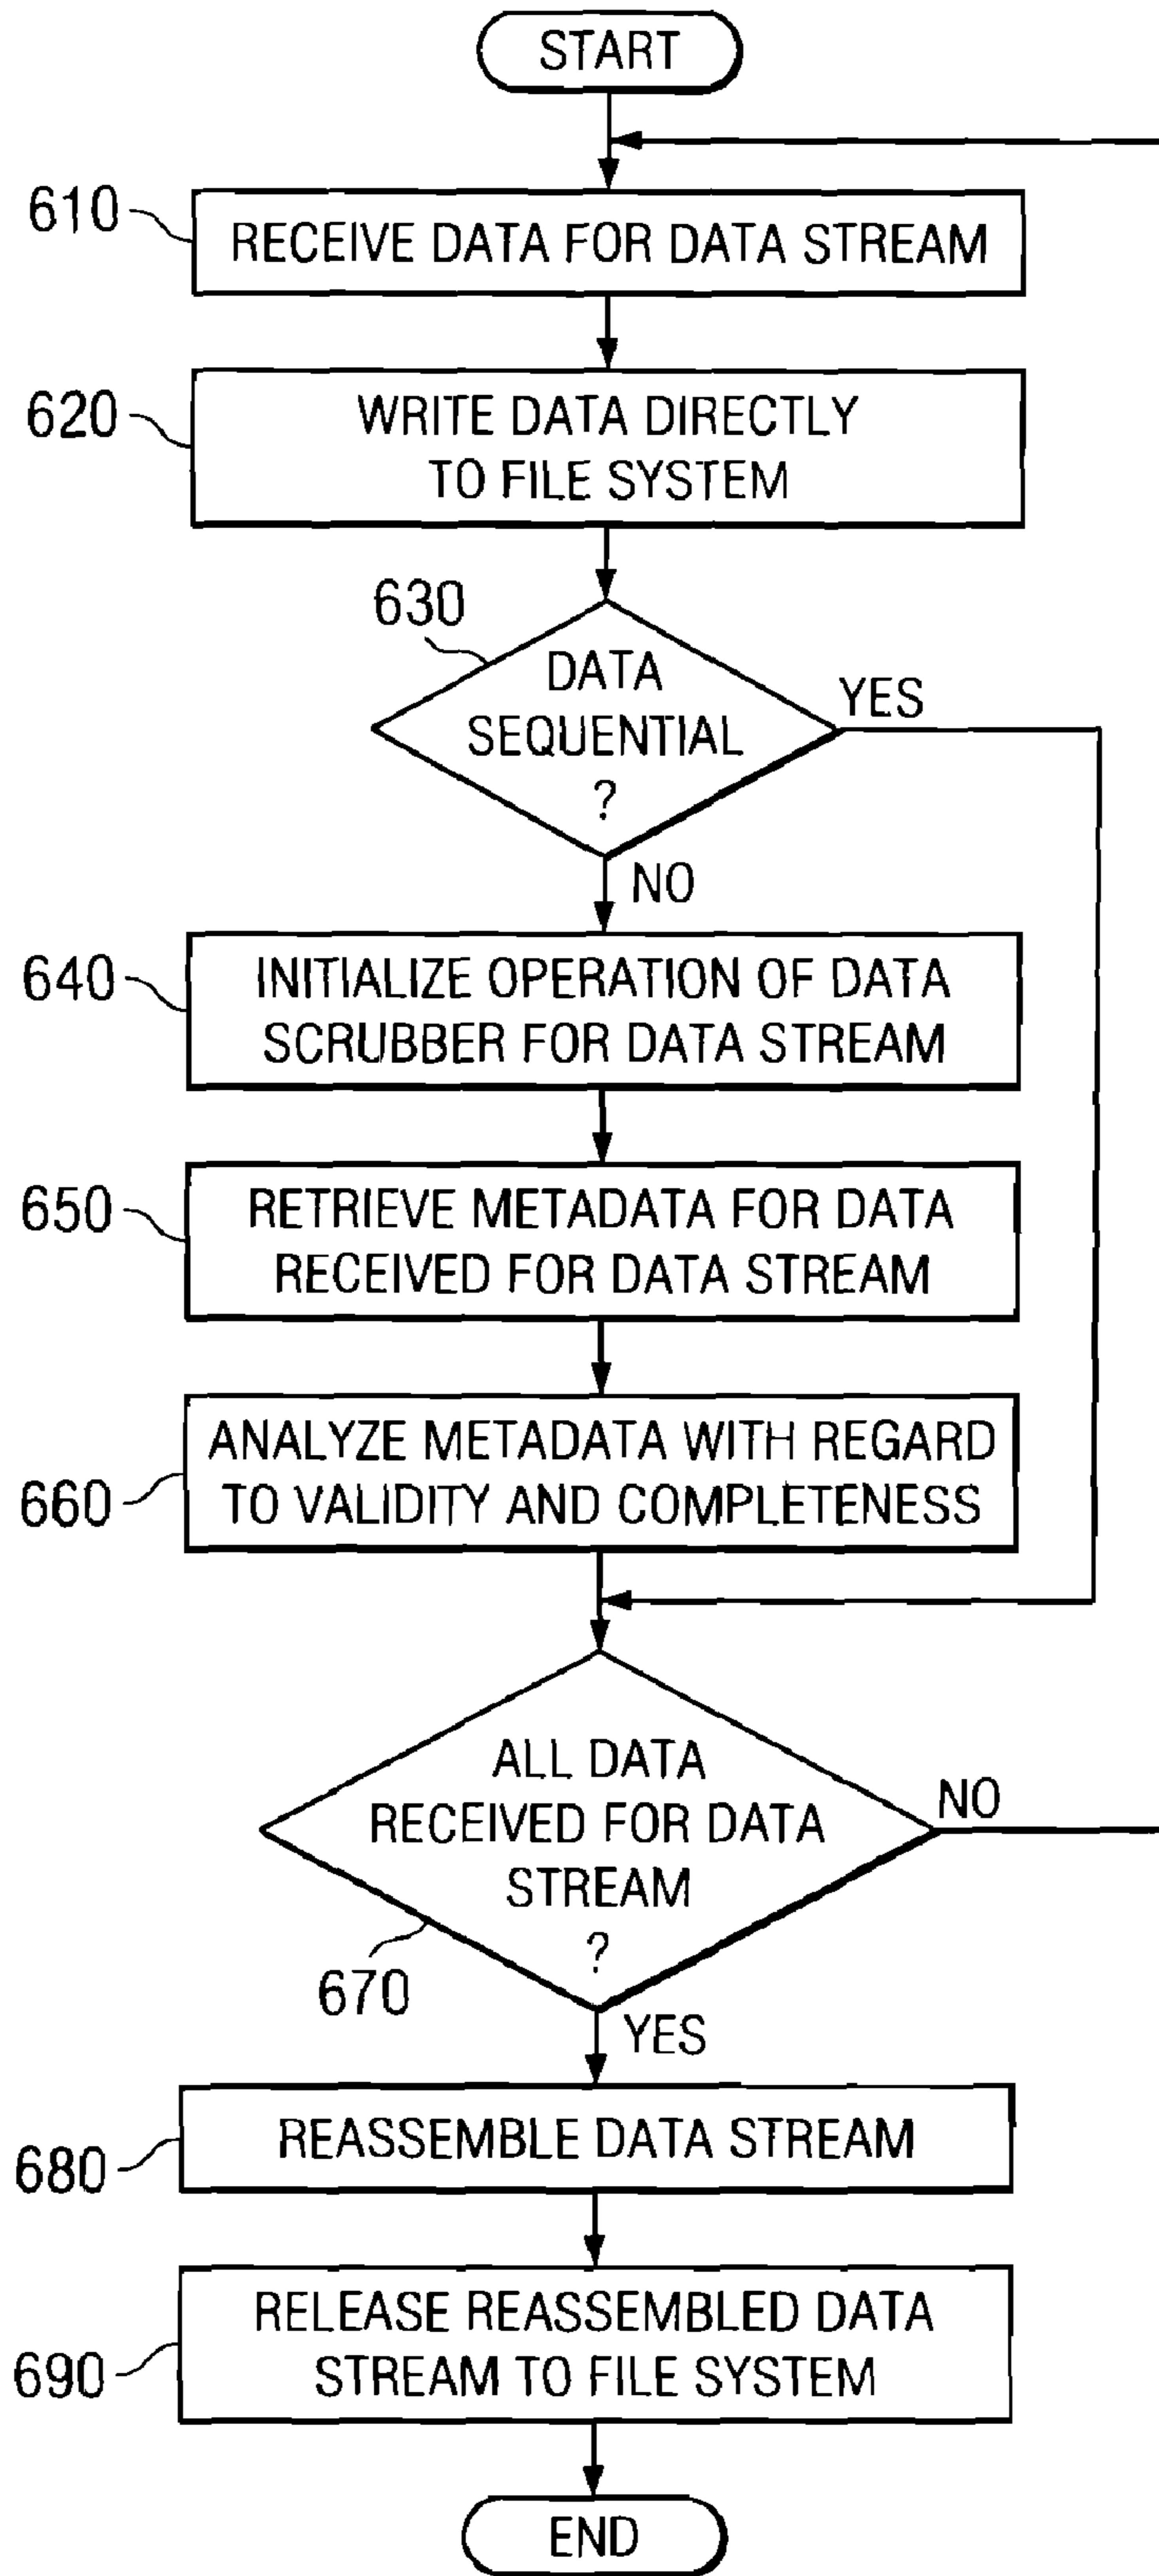 START
610
RECEIVE DATA FOR DATA STREAM
620
WRITE DATA DIRECTLY
TO FILE SYSTEM
630
DATA
SEQUENTIAL
?
YES
NO
640
INITIALIZE OPERATION OF DATA
SCRUBBER FOR DATA STREAM
650
RETRIEVE METADATA FOR DATA
RECEIVED FOR DATA STREAM
660
ANALYZE METADATA WITH REGARD
TO VALIDITY AND COMPLETENESS
ALL DATA
RECEIVED FOR DATA
STREAM
?
NO
670
YES
680
REASSEMBLE DATA STREAM
690
RELEASE REASSEMBLED DATA
STREAM TO FILE SYSTEM
END